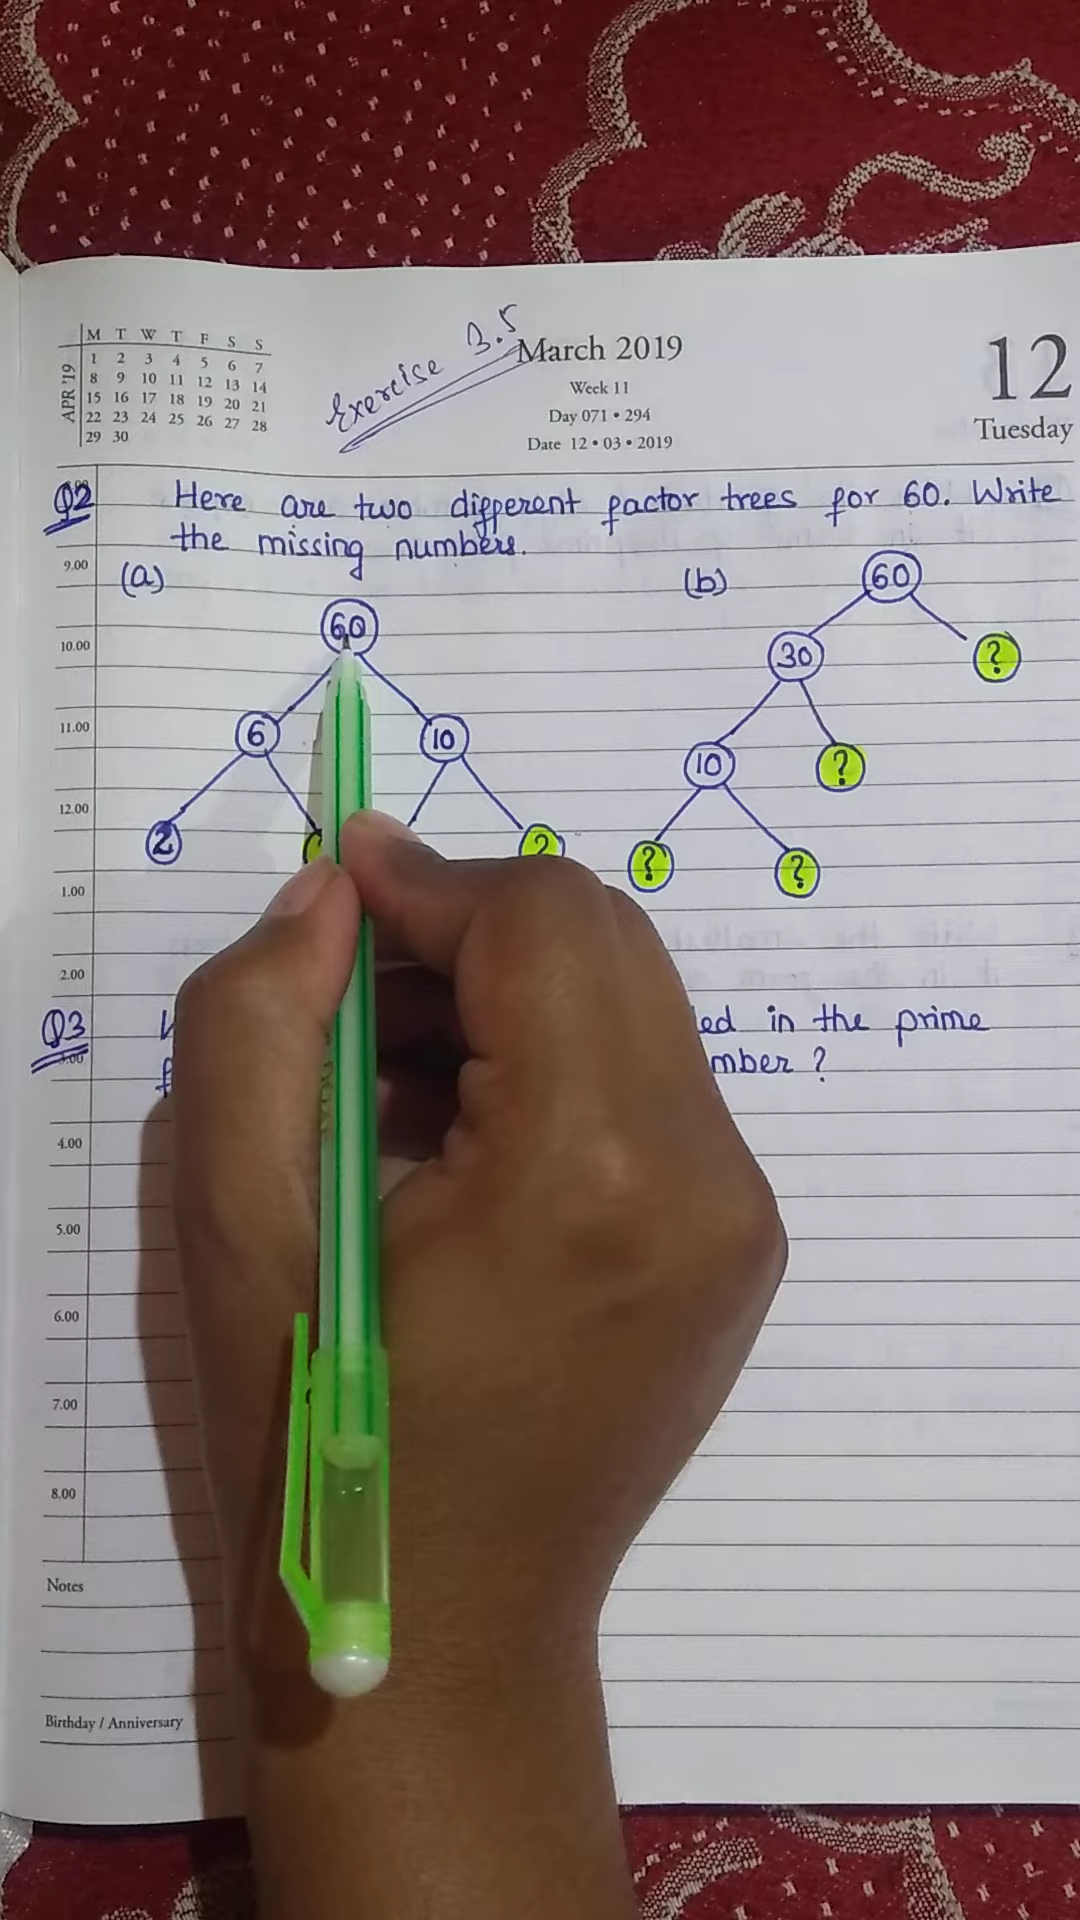 M T W T F S S
APR '19
1 2 3 4 5 6 7
8 9 10 11 12 13 14
15 16 17 18 19 20 21
22 23 24 25 26 27 28
29 30
Exercise 3.5
March 2019
Week 11
Day 071 • 294
Date 12 • 03 • 2019
12
Tuesday
Q2 Here are two different factor trees for 60. Write
the missing numbers.
9.00
(a)
(b)
60
60
10.00
30 ?
11.00
6 10
10 ?
12.00
2 ?
? ?
1.00
2.00
Q3 in the prime
3.00
?
4.00
5.00
6.00
7.00
8.00
Notes
Birthday / Anniversary